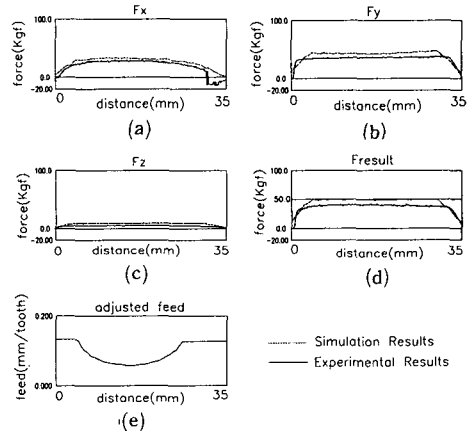 Fx
100.0
0.0
-20.00
force(Kgf)
0 35
distance(mm)
(a)
Fy
100.0
0.0
-20.00
force(Kgf)
0 35
distance(mm)
(b)
Fz
100.0
0.0
-20.00
force(Kgf)
0 35
distance(mm)
(c)
Fresult
100.0
50.0
0.0
-20.00
force(Kgf)
0 35
distance(mm)
(d)
adjusted feed
0.200
0.000
feed(mm/tooth)
0 35
distance(mm)
(e)
Simulation Results
Experimental Results